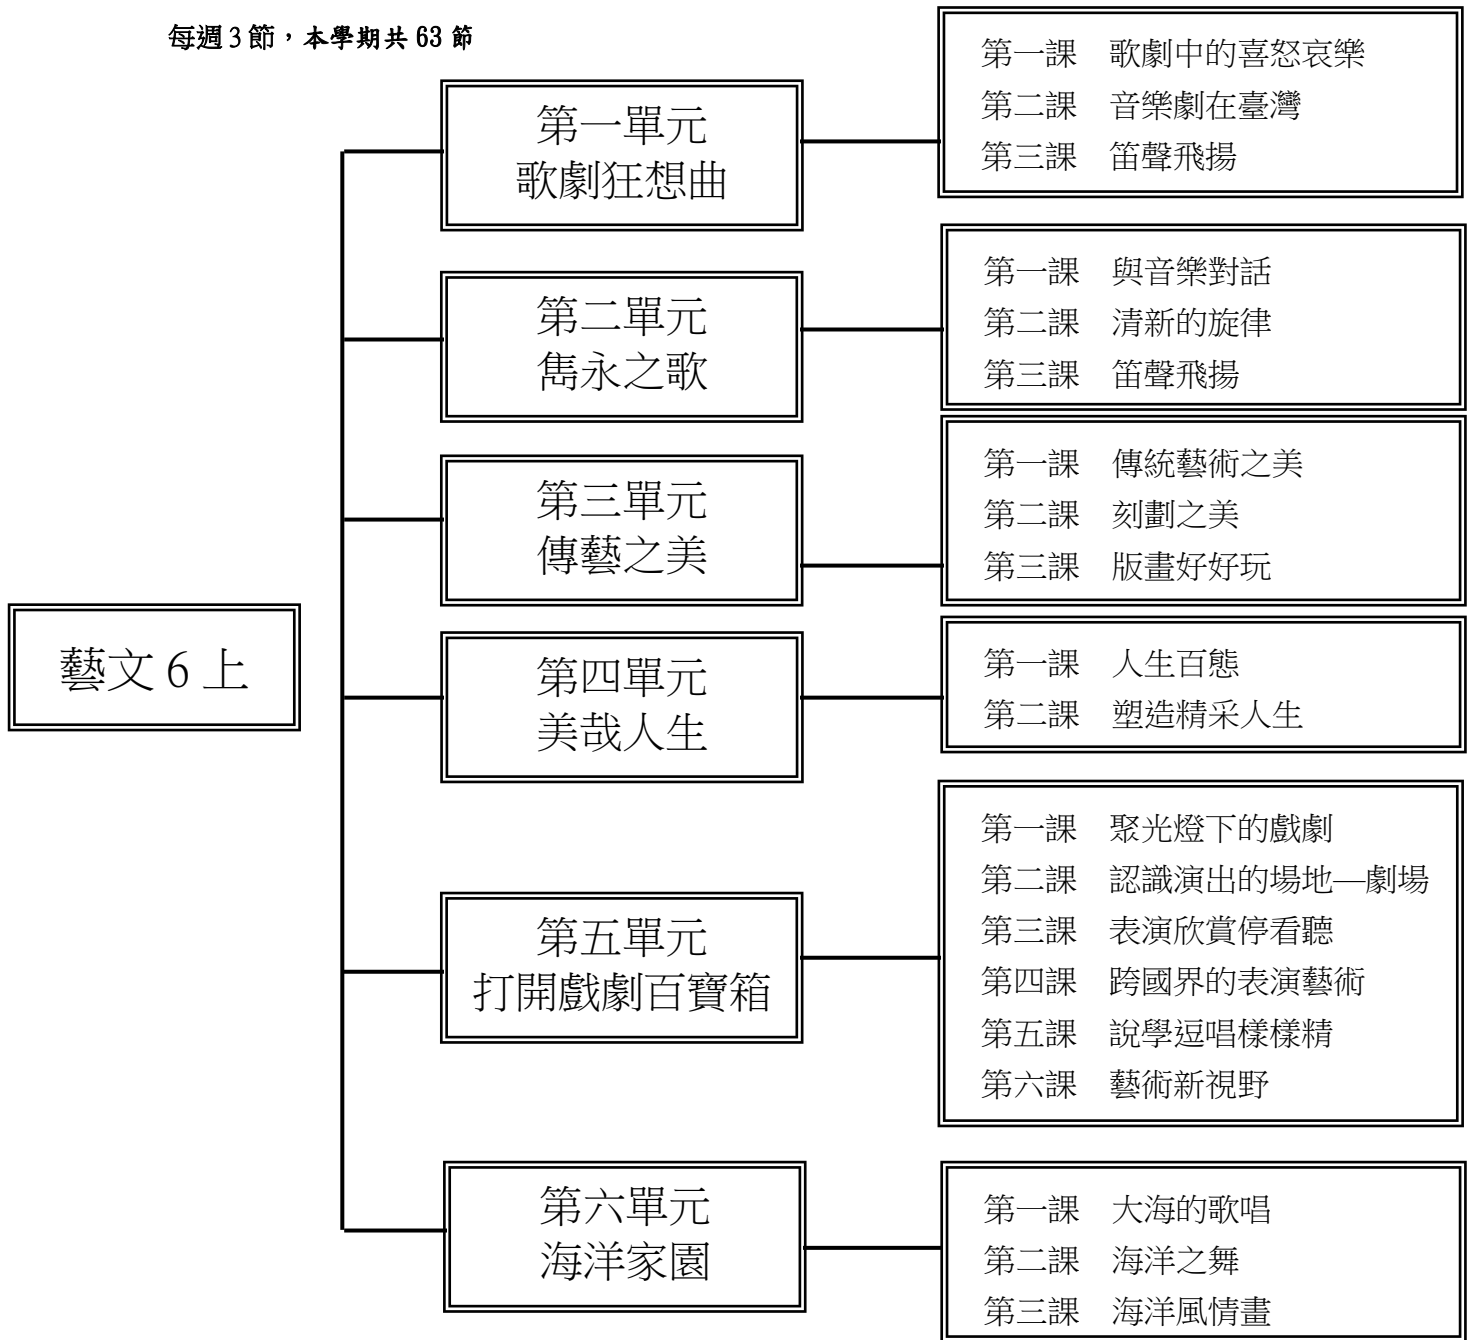 每週3節，本學期共 63 節
藝文 6 上
第一單元
歌劇狂想曲
第一課　歌劇中的喜怒哀樂
第二課　音樂劇在臺灣
第三課　笛聲飛揚
第二單元
雋永之歌
第一課　與音樂對話
第二課　清新的旋律
第三課　笛聲飛揚
第三單元
傳藝之美
第一課　傳統藝術之美
第二課　刻劃之美
第三課　版畫好好玩
第四單元
美哉人生
第一課　人生百態
第二課　塑造精采人生
第五單元
打開戲劇百寶箱
第一課　聚光燈下的戲劇
第二課　認識演出的場地—劇場
第三課　表演欣賞停看聽
第四課　跨國界的表演藝術
第五課　說學逗唱樣樣精
第六課　藝術新視野
第六單元
海洋家園
第一課　大海的歌唱
第二課　海洋之舞
第三課　海洋風情畫